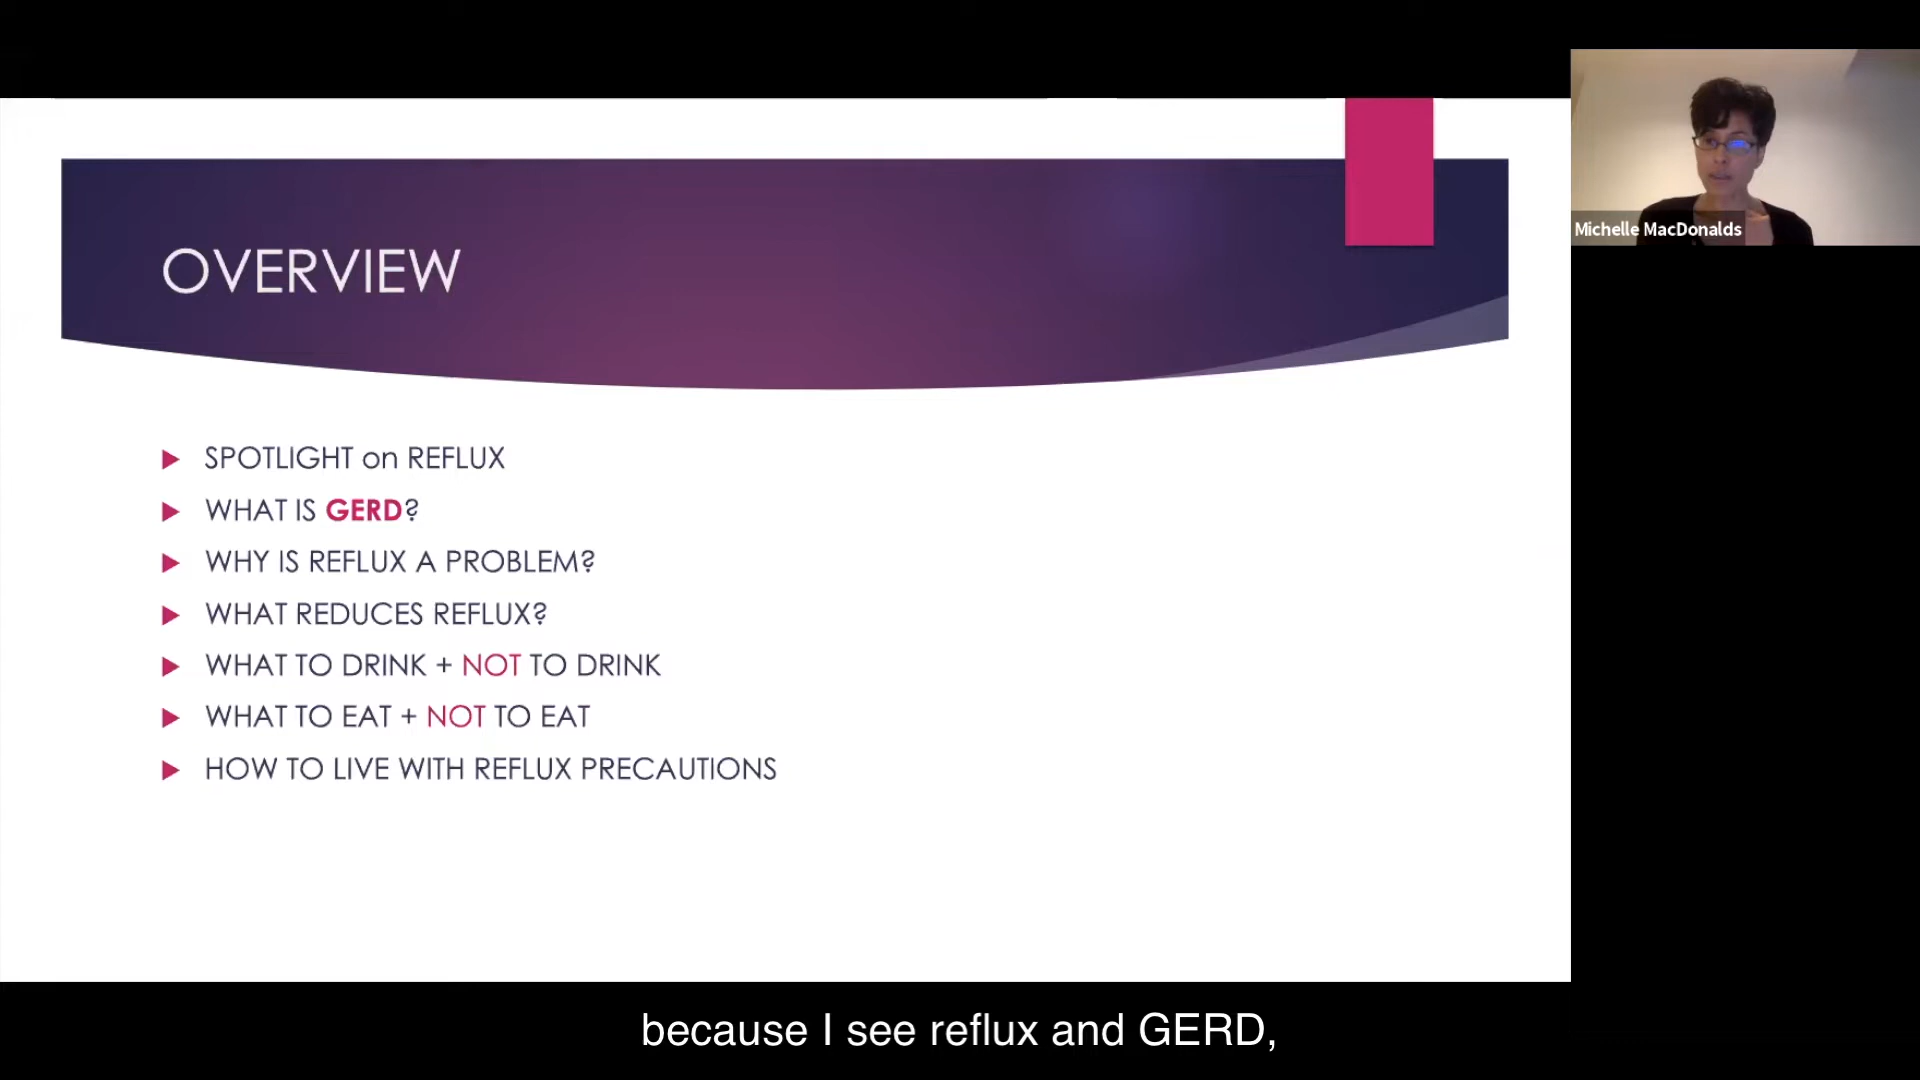 OVERVIEW
SPOTLIGHT on REFLUX
WHAT IS GERD?
WHY IS REFLUX A PROBLEM?
WHAT REDUCES REFLUX?
WHAT TO DRINK + NOT TO DRINK
WHAT TO EAT + NOT TO EAT
HOW TO LIVE WITH REFLUX PRECAUTIONS
Michelle MacDonalds
because I see reflux and GERD,